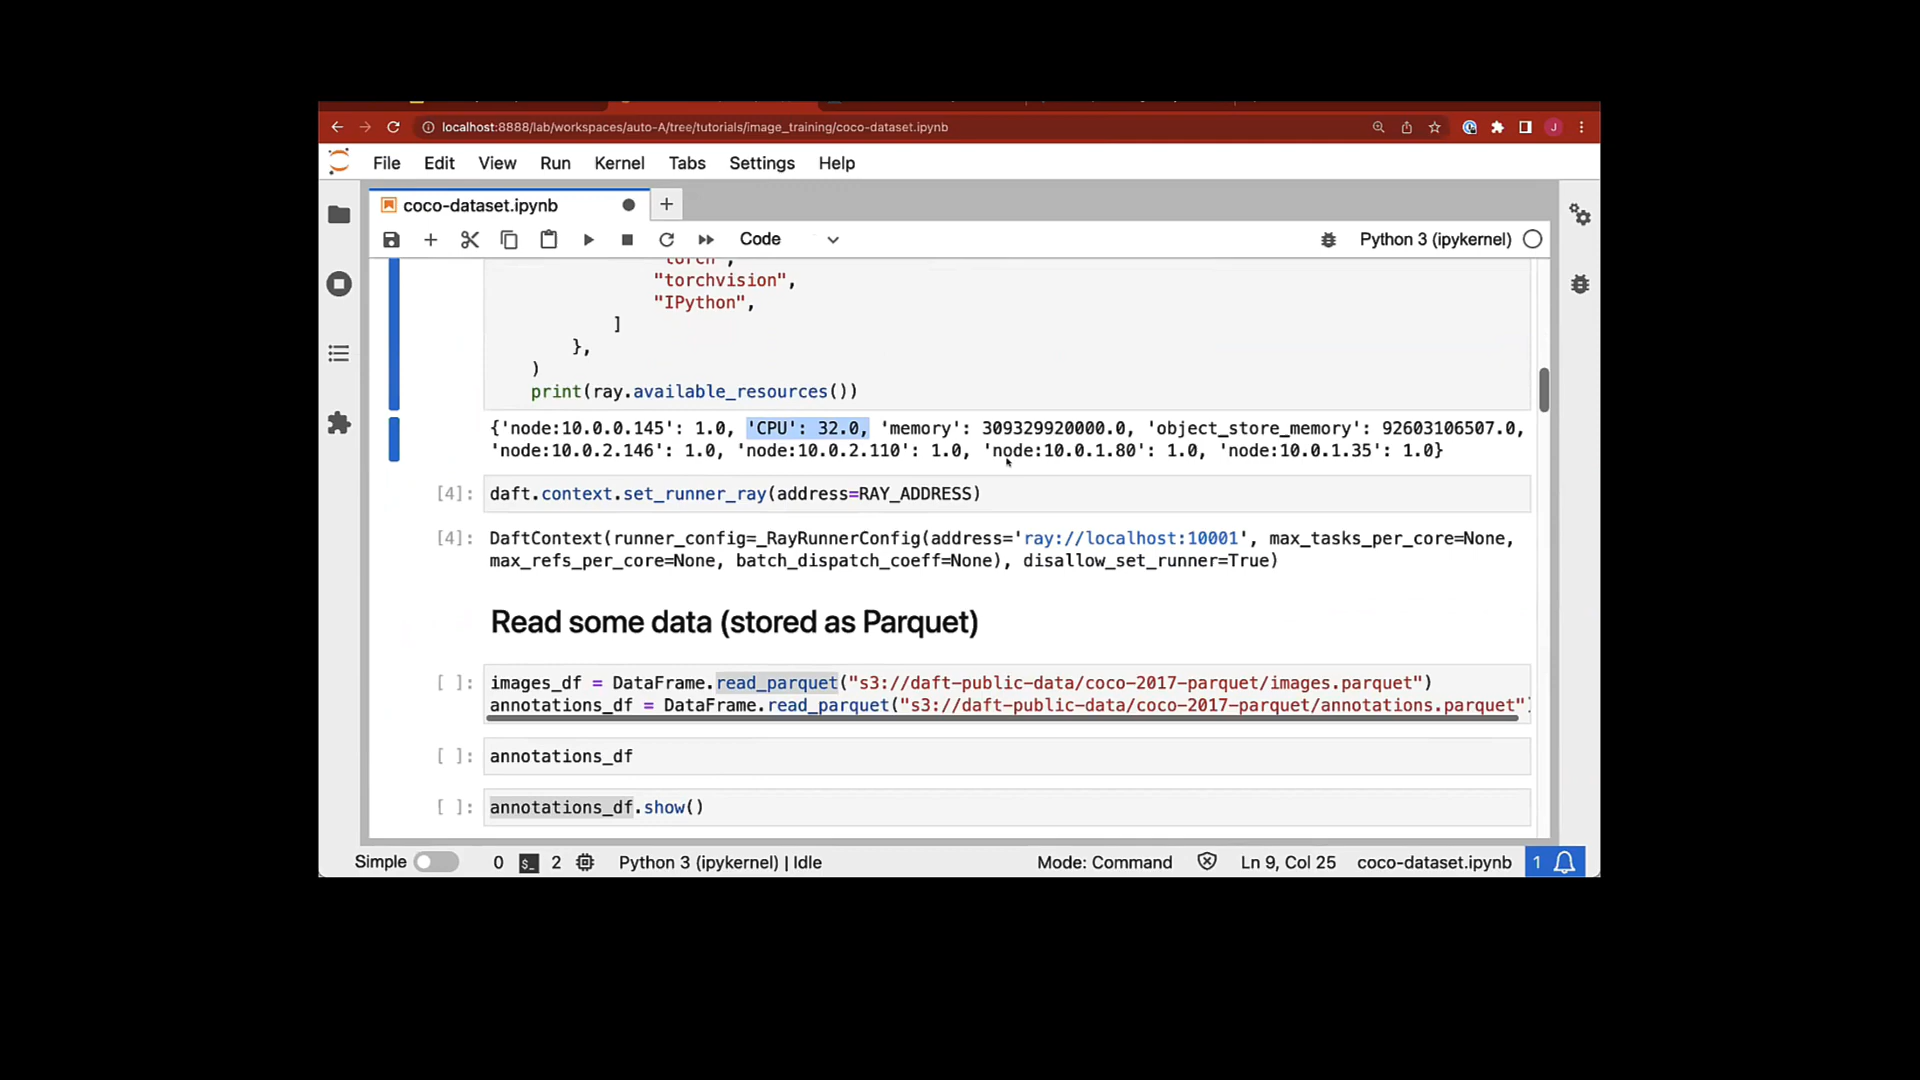 localhost:8888/lab/workspaces/auto-A/tree/tutorials/image_training/coco-dataset.ipynb
J
File Edit View Run Kernel Tabs Settings Help
coco-dataset.ipynb
Code
Python 3 (ipykernel)
"torch",
"torchvision",
"IPython",
]
},
)
print(ray.available_resources())
{'node:10.0.0.145': 1.0, 'CPU': 32.0, 'memory': 309329920000.0, 'object_store_memory': 92603106507.0,
'node:10.0.2.146': 1.0, 'node:10.0.2.110': 1.0, 'node:10.0.1.80': 1.0, 'node:10.0.1.35': 1.0}
[4]: daft.context.set_runner_ray(address=RAY_ADDRESS)
[4]: DaftContext(runner_config=_RayRunnerConfig(address='ray://localhost:10001', max_tasks_per_core=None,
max_refs_per_core=None, batch_dispatch_coeff=None), disallow_set_runner=True)
Read some data (stored as Parquet)
[ ]: images_df = DataFrame.read_parquet("s3://daft-public-data/coco-2017-parquet/images.parquet")
annotations_df = DataFrame.read_parquet("s3://daft-public-data/coco-2017-parquet/annotations.parquet")
[ ]: annotations_df
[ ]: annotations_df.show()
Simple 0 $_ 2 Python 3 (ipykernel) | Idle Mode: Command Ln 9, Col 25 coco-dataset.ipynb 1